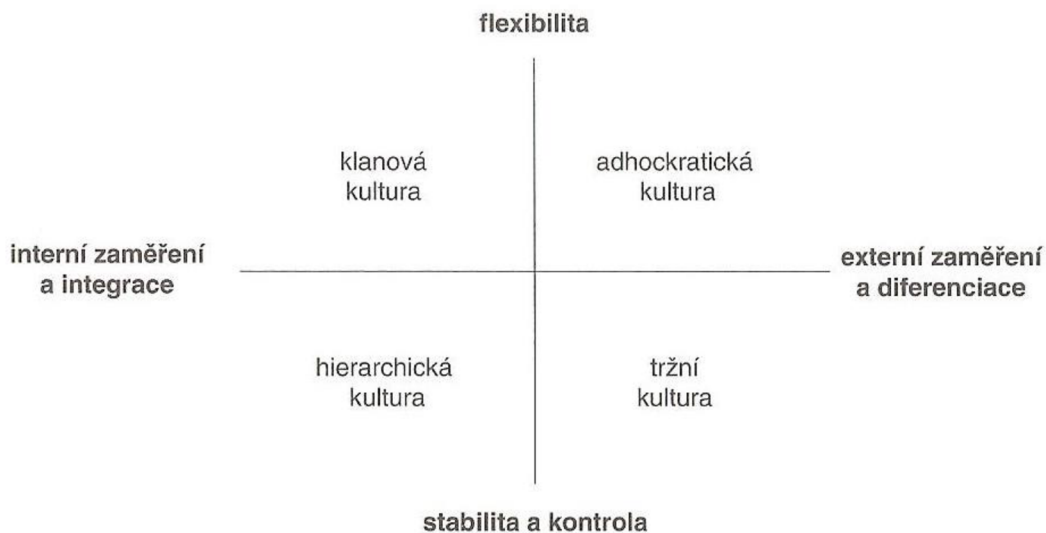 flexibilita
klanová
kultura
adhockratická
kultura
interní zaměření
a integrace
externí zaměření
a diferenciace
hierarchická
kultura
tržní
kultura
stabilita a kontrola